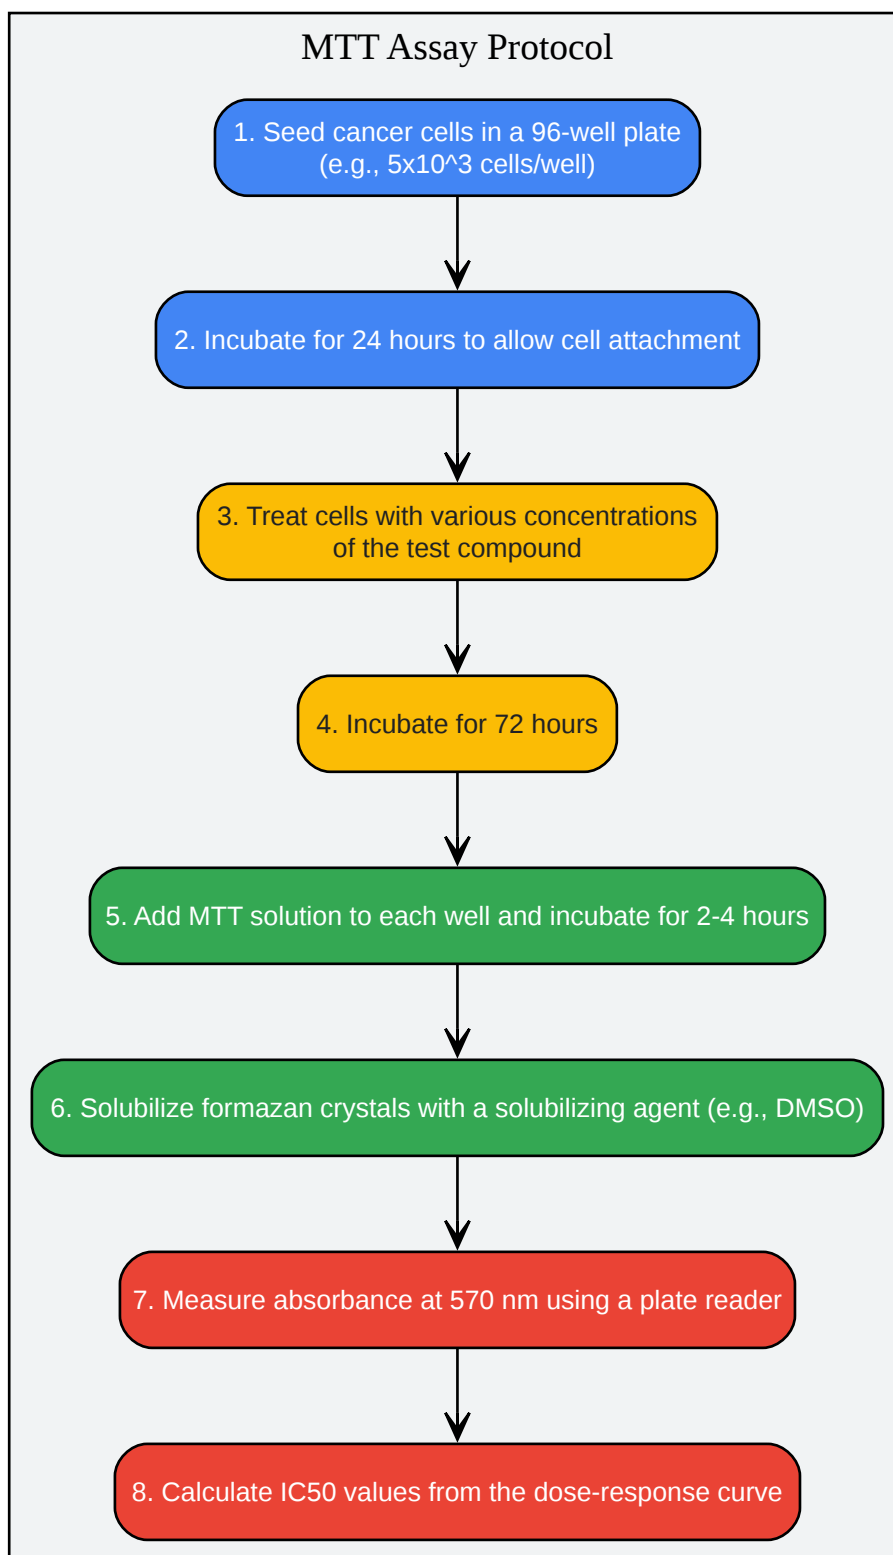 MTT Assay Protocol
1. Seed cancer cells in a 96-well plate
(e.g., 5x10^3 cells/well)
2. Incubate for 24 hours to allow cell attachment
3. Treat cells with various concentrations
of the test compound
4. Incubate for 72 hours
5. Add MTT solution to each well and incubate for 2-4 hours
6. Solubilize formazan crystals with a solubilizing agent (e.g., DMSO)
7. Measure absorbance at 570 nm using a plate reader
8. Calculate IC50 values from the dose-response curve